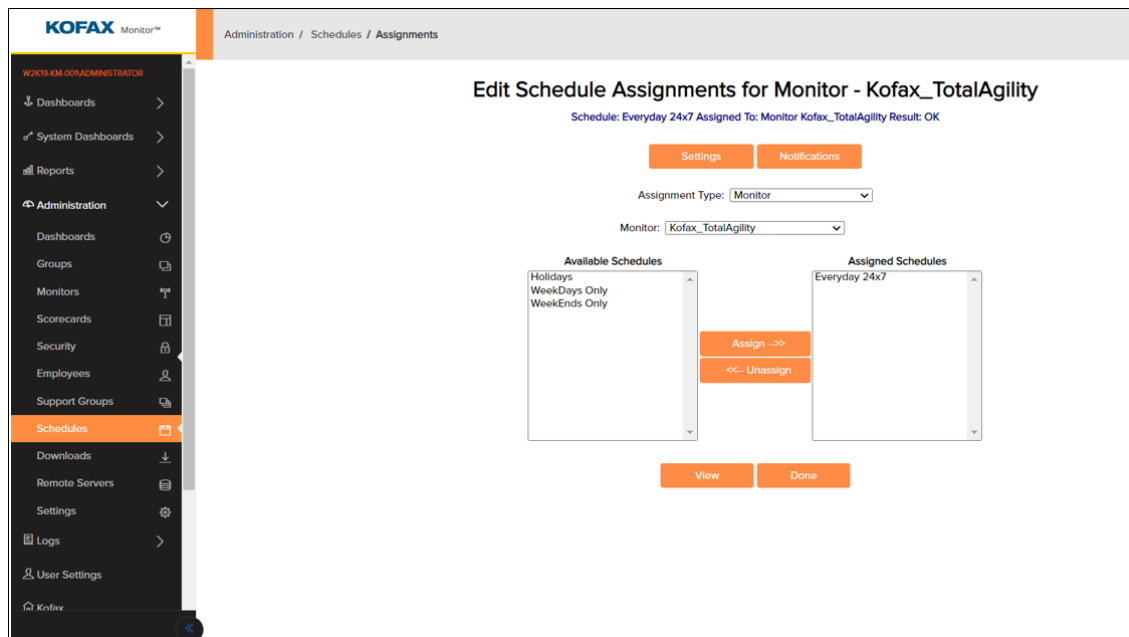 KOFAX Monitor™
W2K19-KM-001\ADMINISTRATOR
Dashboards
System Dashboards
Reports
Administration
Dashboards
Groups
Monitors
Scorecards
Security
Employees
Support Groups
Schedules
Downloads
Remote Servers
Settings
Logs
User Settings
Kofax
Administration / Schedules / Assignments
Edit Schedule Assignments for Monitor - Kofax_TotalAgility
Schedule: Everyday 24x7 Assigned To: Monitor Kofax_TotalAgility Result: OK
Settings Notifications
Assignment Type: Monitor
Monitor: Kofax_TotalAgility
Available Schedules
Holidays
WeekDays Only
WeekEnds Only
Assign -->>
<<-- Unassign
Assigned Schedules
Everyday 24x7
View Done